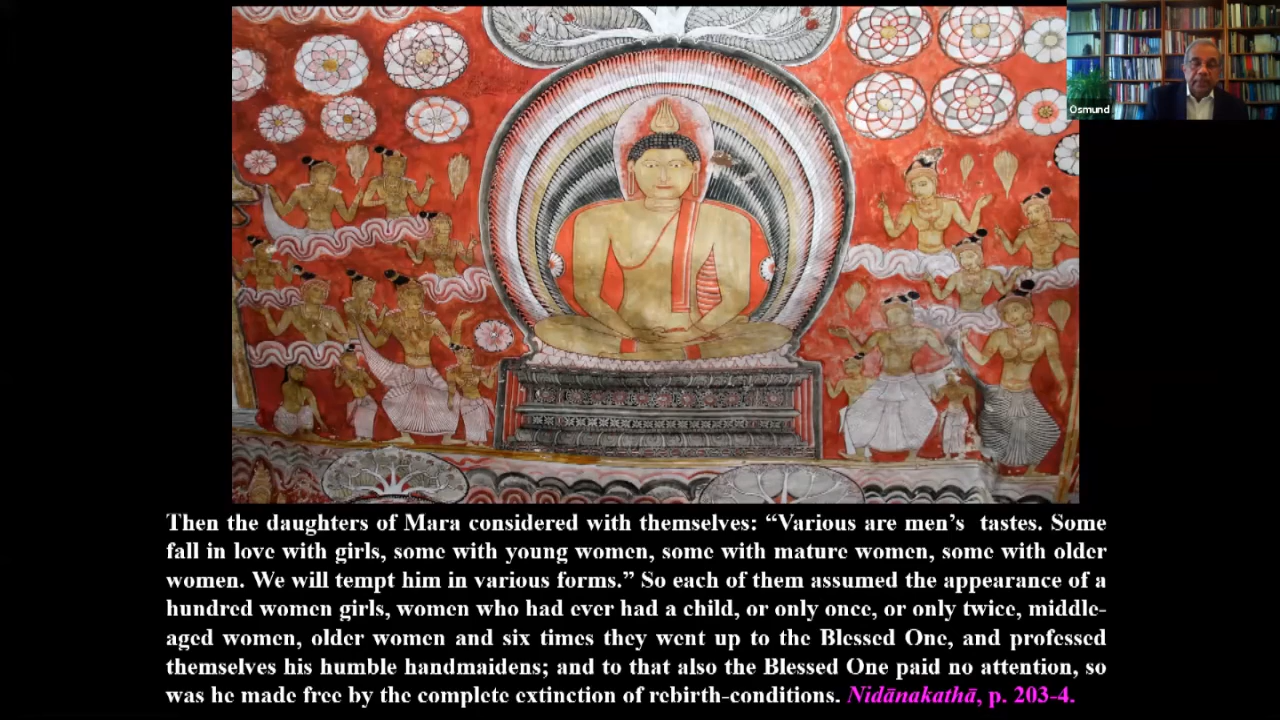 Osmund
Then the daughters of Mara considered with themselves: “Various are men’s tastes. Some
fall in love with girls, some with young women, some with mature women, some with older
women. We will tempt him in various forms.” So each of them assumed the appearance of a
hundred women girls, women who had ever had a child, or only once, or only twice, middle-
aged women, older women and six times they went up to the Blessed One, and professed
themselves his humble handmaidens; and to that also the Blessed One paid no attention, so
was he made free by the complete extinction of rebirth-conditions. Nidānakathā, p. 203-4.